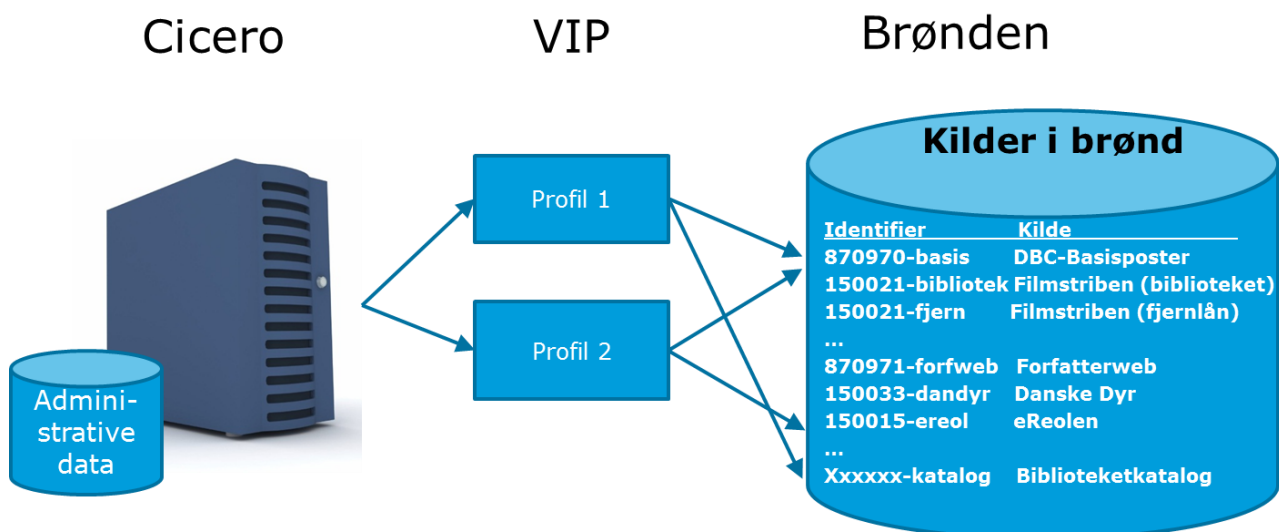 Cicero
VIP
Brønden
Admini-
strative
data
Profil 1
Profil 2
Kilder i brønd
Identifier Kilde
870970-basis DBC-Basisposter
150021-bibliotek Filmstriben (biblioteket)
150021-fjern Filmstriben (fjernlån)
...
870971-forfweb Forfatterweb
150033-dandyr Danske Dyr
150015-ereol eReolen
...
Xxxxxx-katalog Biblioteketkatalog